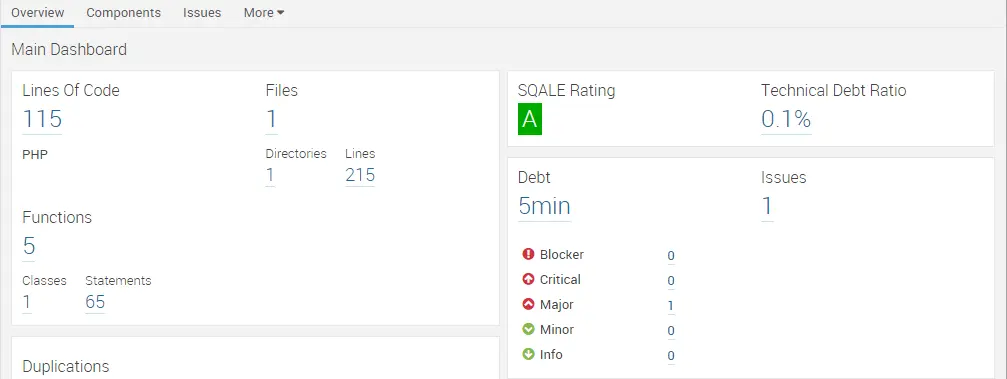 Overview Components Issues More
Main Dashboard
Lines Of Code Files
115 1
PHP
Directories Lines
1 215
Functions
5
Classes Statements
1 65
Duplications
SQALE Rating Technical Debt Ratio
A 0.1%
Debt Issues
5min 1
Blocker 0
Critical 0
Major 1
Minor 0
Info 0